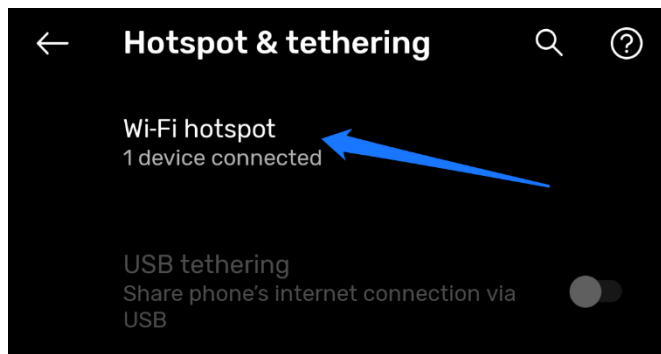 Hotspot & tethering
Wi-Fi hotspot
1 device connected
USB tethering
Share phone's internet connection via
USB